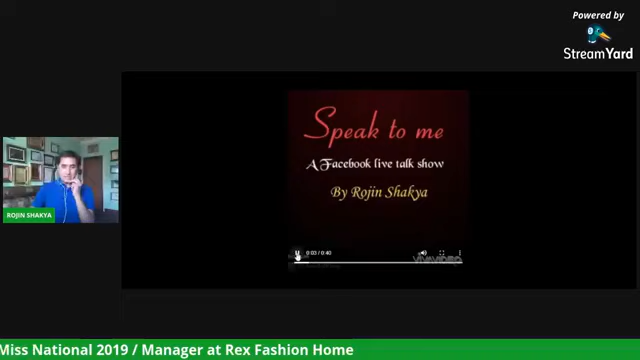 Powered by
StreamYard
Speak to me
A Facebook live talk show
By Rojin Shakya
ROJIN SHAKYA
0:03 / 0:40
VIVAVIDEO
Miss National 2019 / Manager at Rex Fashion Home